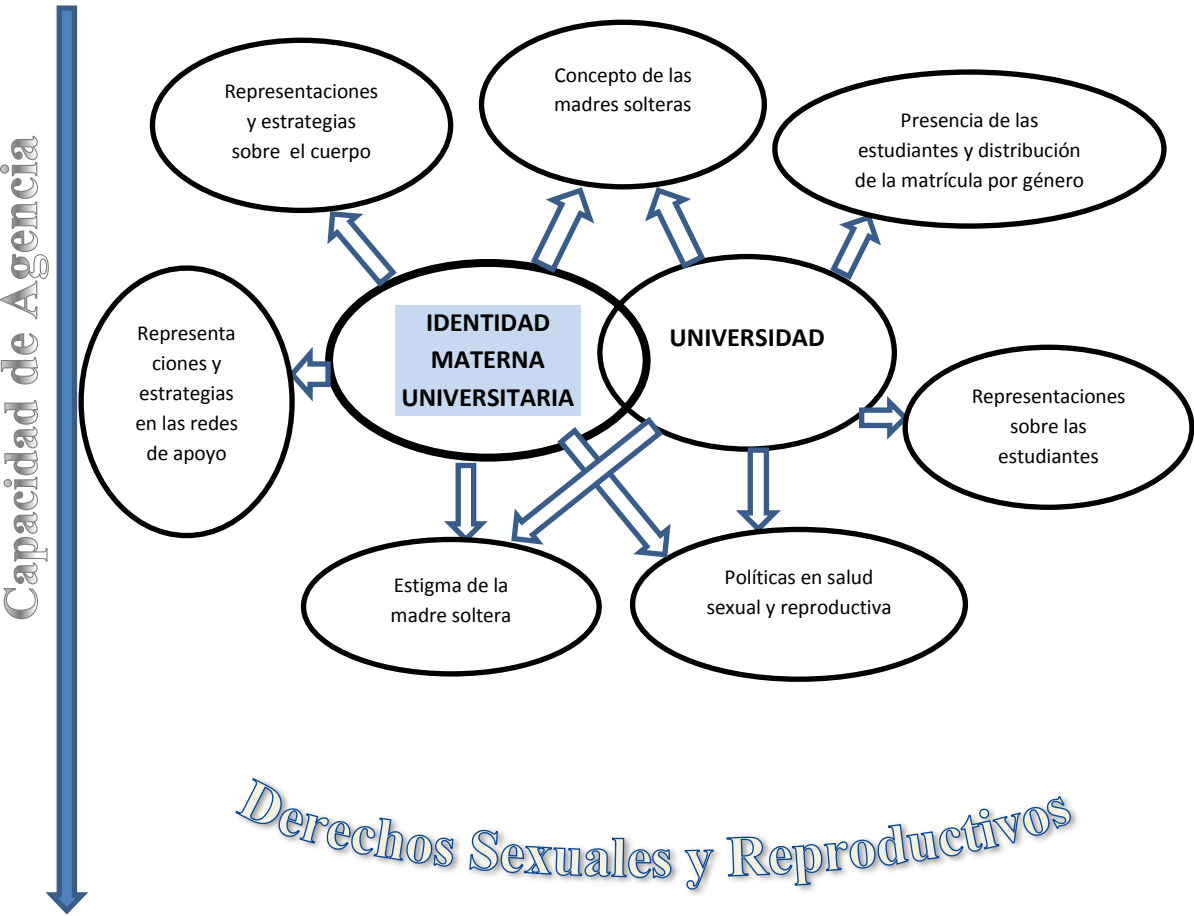 Capacidad de Agencia
Representaciones
y estrategias
sobre el cuerpo
Concepto de las
madres solteras
Presencia de las
estudiantes y distribución
de la matrícula por género
Representa
ciones y
estrategias
en las redes
de apoyo
IDENTIDAD
MATERNA
UNIVERSITARIA
UNIVERSIDAD
Representaciones
sobre las
estudiantes
Estigma de la
madre soltera
Políticas en salud
sexual y reproductiva
Derechos Sexuales y Reproductivos